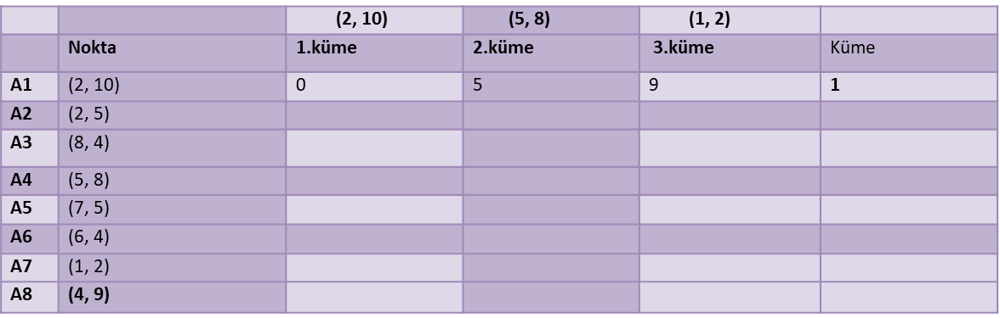 (2, 10) (5, 8) (1, 2)
Nokta 1.küme 2.küme 3.küme Küme
A1 (2, 10) 0 5 9 1
A2 (2, 5)
A3 (8, 4)
A4 (5, 8)
A5 (7, 5)
A6 (6, 4)
A7 (1, 2)
A8 (4, 9)